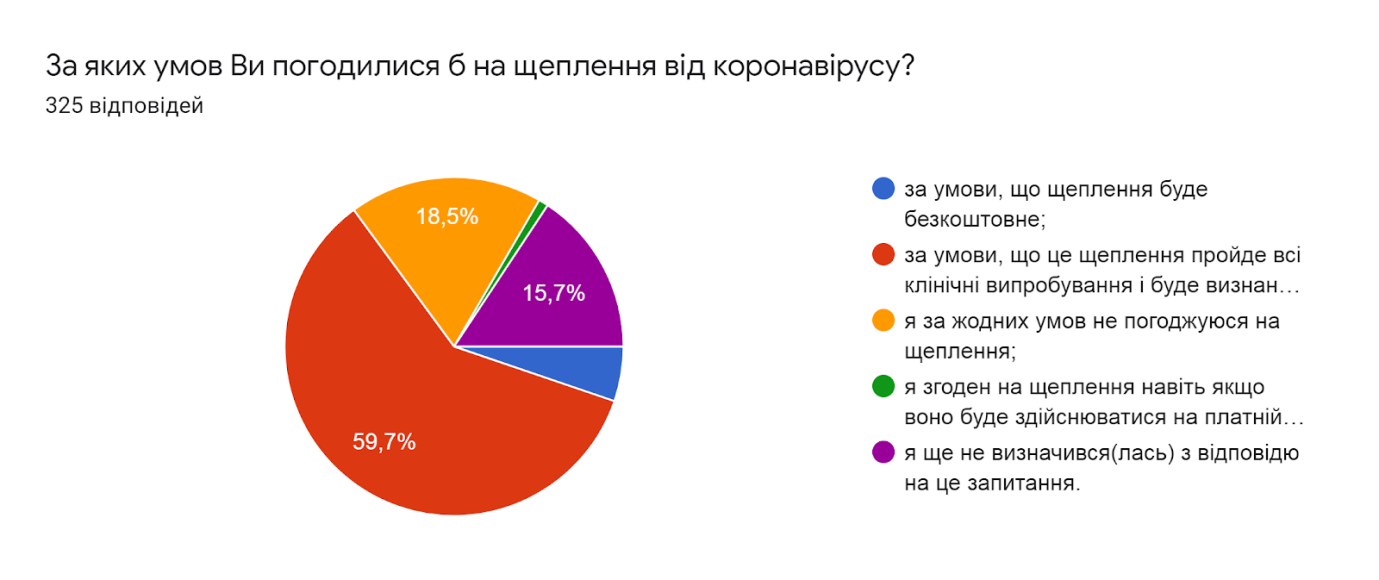 За яких умов Ви погодилися б на щеплення від коронавірусу?
325 відповідей
18,5%
15,7%
59,7%
за умови, що щеплення буде
безкоштовне;
за умови, що це щеплення пройде всі
клінічні випробування і буде визнан…
я за жодних умов не погоджуюся на
щеплення;
я згоден на щеплення навіть якщо
воно буде здійснюватися на платній…
я ще не визначився(лась) з відповідю
на це запитання.